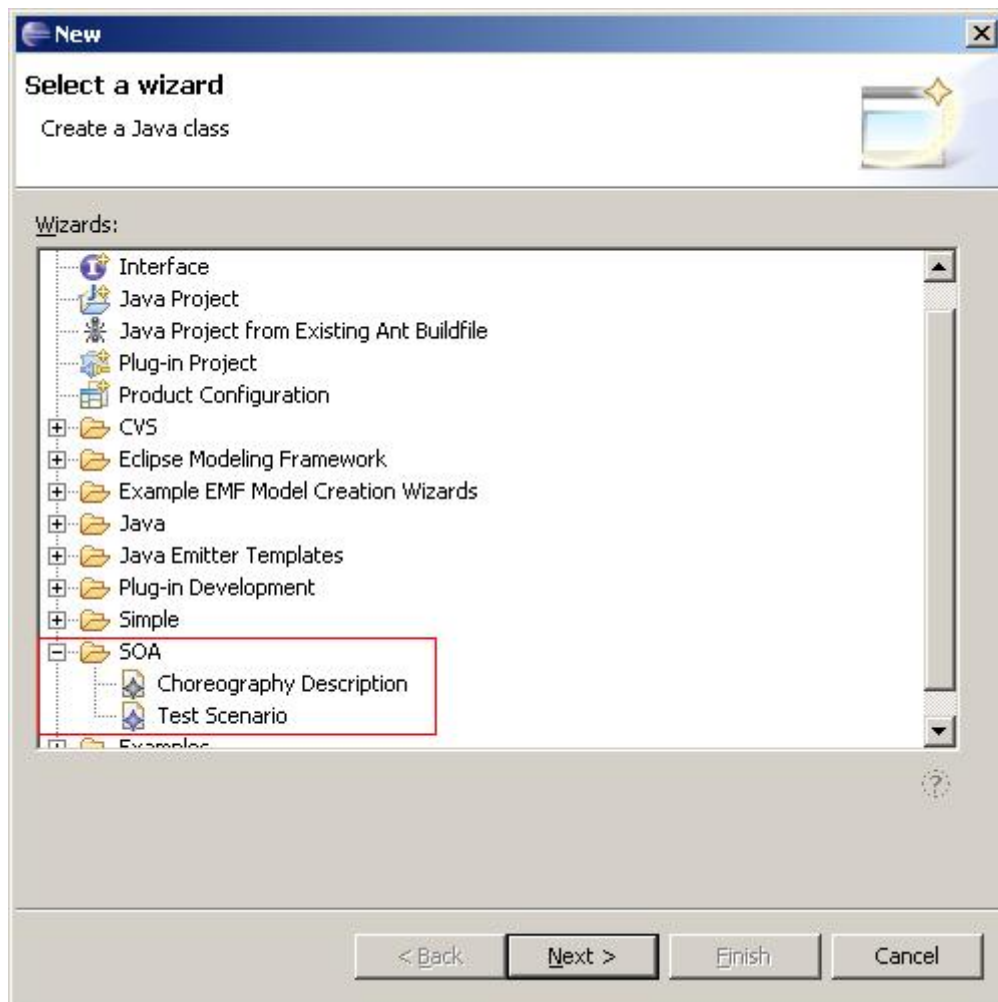 New
Select a wizard
Create a Java class
Wizards:
Interface
Java Project
Java Project from Existing Ant Buildfile
Plug-in Project
Product Configuration
CVS
Eclipse Modeling Framework
Example EMF Model Creation Wizards
Java
Java Emitter Templates
Plug-in Development
Simple
SOA
Choreography Description
Test Scenario
Examples
< Back
Next >
Finish
Cancel